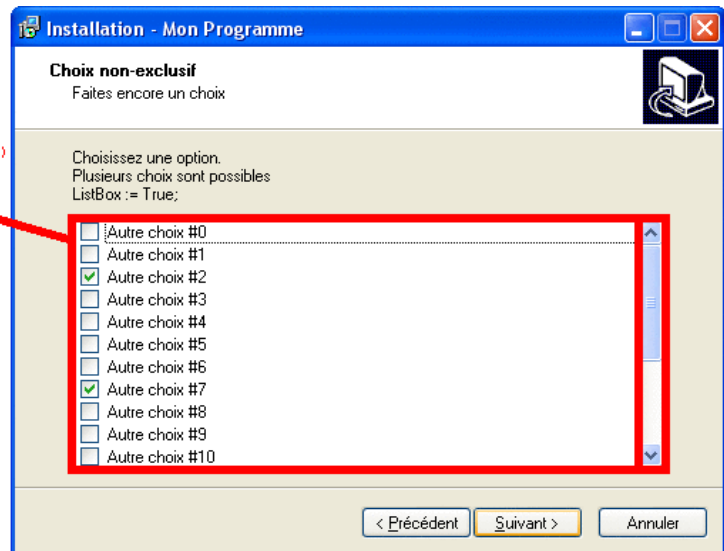 Installation - Mon Programme
Choix non-exclusif
Faites encore un choix
)
Choisissez une option.
Plusieurs choix sont possibles
ListBox := True;
Autre choix #0
Autre choix #1
Autre choix #2
Autre choix #3
Autre choix #4
Autre choix #5
Autre choix #6
Autre choix #7
Autre choix #8
Autre choix #9
Autre choix #10
< Précédent
Suivant >
Annuler